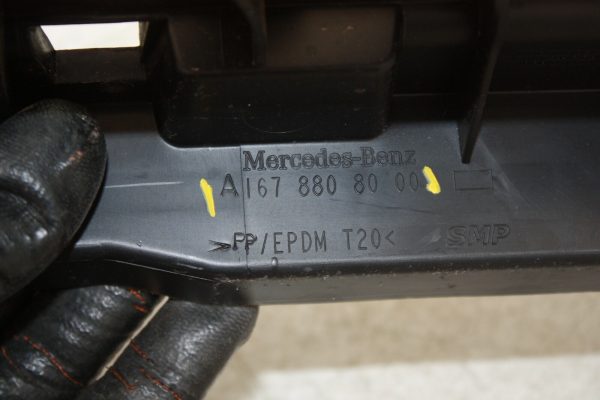 Mercedes-Benz
A 167 880 80 00
>PP/EPDM T20< SMP